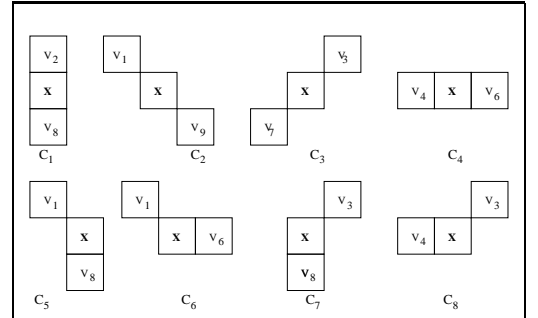 v2 v1 v3
x x x v4 x v6
v8 v9 v7
C1 C2 C3 C4
v1 v1 v3 v3
x x v6 x v4 x
v8 v8
C5 C6 C7 C8